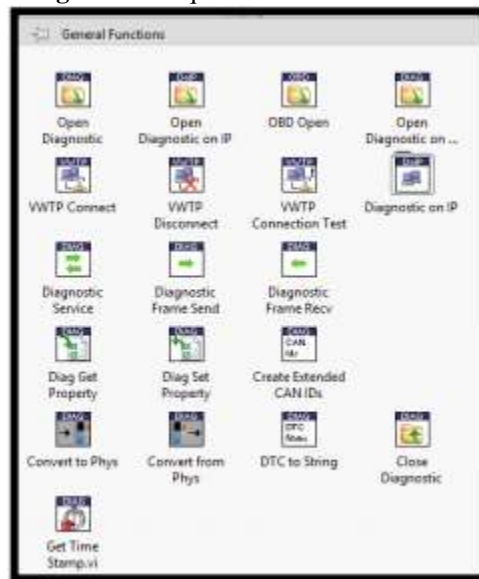 General Functions
DIAG
DoIP
OBD
DIAG
Open
Diagnostic
Open
Diagnostic on IP
OBD Open
Open
Diagnostic on ...
VWTP
VWTP
VWTP
DoIP
VWTP Connect
VWTP
Disconnect
VWTP
Connection Test
Diagnostic on IP
DIAG
DIAG
DIAG
Diagnostic
Service
Diagnostic
Frame Send
Diagnostic
Frame Recv
DIAG
DIAG
DIAG
CAN
IDs
Diag Get
Property
Diag Set
Property
Create Extended
CAN IDs
DIAG
DIAG
DIAG
DTC
DIAG
Convert to Phys
Convert from
Phys
DTC to String
Close
Diagnostic
DIAG
Get Time
Stamp.vi